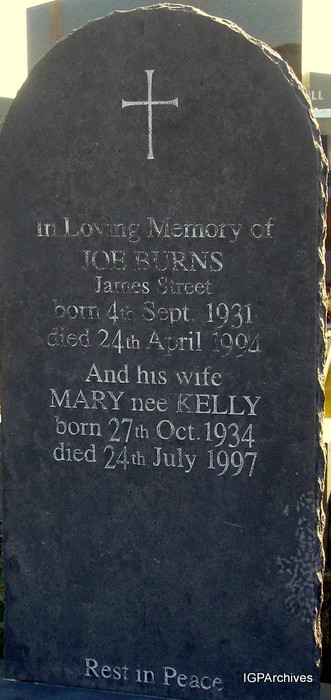 In Loving Memory of
JOE BURNS
James Street
born 4th Sept. 1931
died 24th April 1994
And his wife
MARY nee KELLY
born 27th Oct. 1934
died 24th July 1997
Rest in Peace
IGPArchives